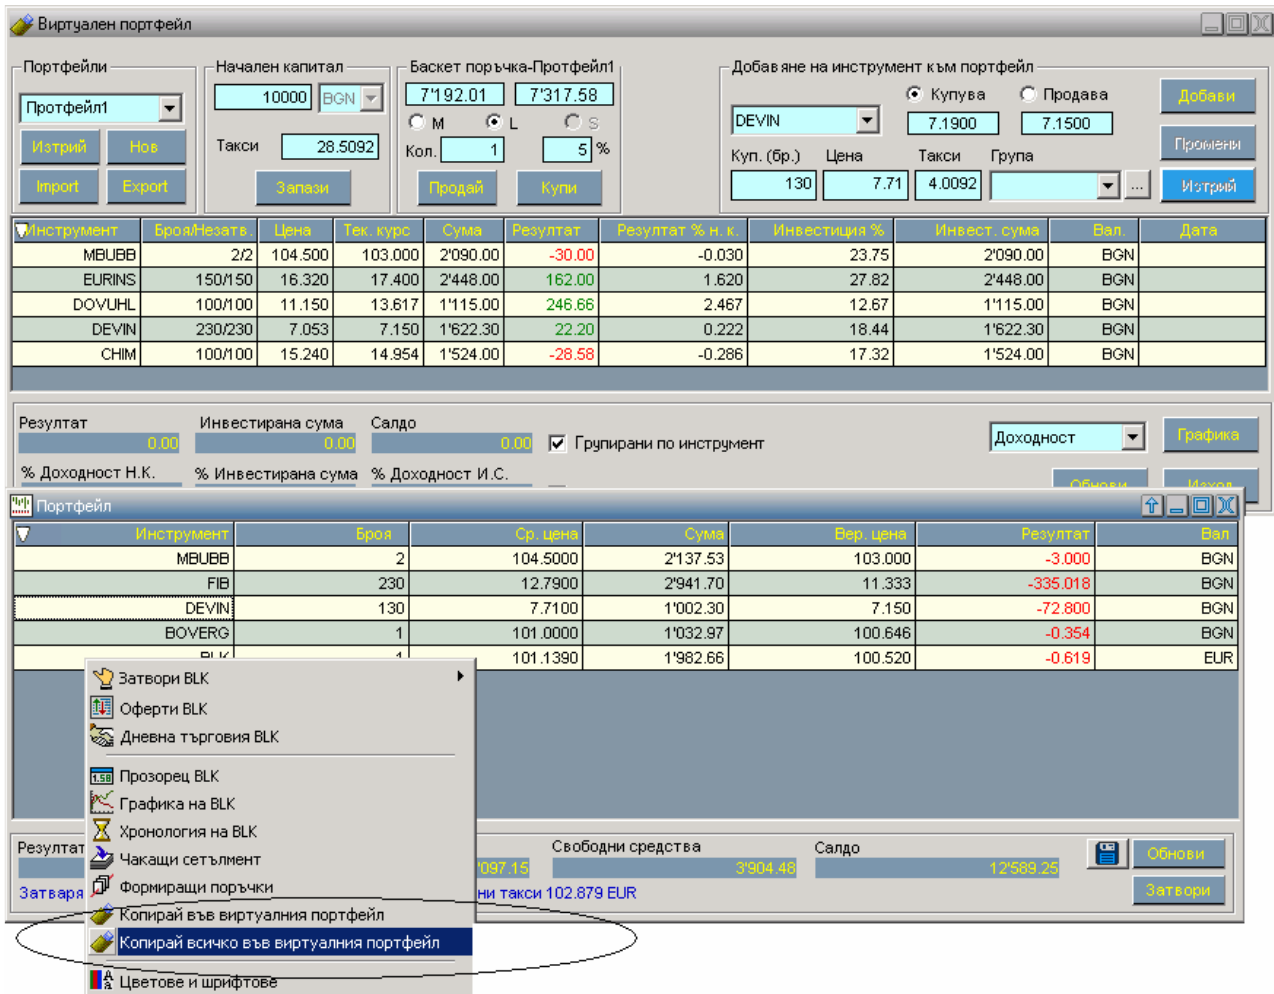 Виртуален портфейл
Портфейли
Начален капитал
Баскет поръчка-Протфейл1
Добавяне на инструмент към портфейл
Протфейл1
10000 BGN
7'192.01 7'317.58
Купува Продава
Добави
M L S
DEVIN 7.1900 7.1500
Изтрий Нов
Такси 28.5092
Кол. 1 5 %
Куп. (бр.) Цена Такси Група
Промени
Import Export
Запази
Продай Купи
130 7.71 4.0092 ...
Изтрий
Инструмент Броя/Незатв. Цена Тек. курс Сума Резултат Резултат % н. к. Инвестиция % Инвест. сума Вал. Дата
MBUBB 2/2 104.500 103.000 2'090.00 -30.00 -0.030 23.75 2'090.00 BGN
EURINS 150/150 16.320 17.400 2'448.00 162.00 1.620 27.82 2'448.00 BGN
DOVUHL 100/100 11.150 13.617 1'115.00 246.66 2.467 12.67 1'115.00 BGN
DEVIN 230/230 7.053 7.150 1'622.30 22.20 0.222 18.44 1'622.30 BGN
CHIM 100/100 15.240 14.954 1'524.00 -28.58 -0.286 17.32 1'524.00 BGN
Резултат Инвестирана сума Салдо
0.00 0.00 0.00 Групирани по инструмент Доходност Графика
% Доходност Н.К. % Инвестирана сума % Доходност И.С.
Обнови Изход
Портфейл
Инструмент Броя Ср. цена Сума Вер. цена Резултат Вал
MBUBB 2 104.5000 2'137.53 103.000 -3.000 BGN
FIB 230 12.7900 2'941.70 11.333 -335.018 BGN
DEVIN 130 7.7100 1'002.30 7.150 -72.800 BGN
BOVERG 1 101.0000 1'032.97 100.646 -0.354 BGN
BLK 1 101.1390 1'982.66 100.520 -0.619 EUR
Затвори BLK
Оферти BLK
Дневна търговия BLK
Прозорец BLK
Графика на BLK
Хронология на BLK
Чакащи сетълмент
Формиращи поръчки
Копирай във виртуалния портфейл
Копирай всичко във виртуалния портфейл
Цветове и шрифтове
Резултат Свободни средства Салдо
'097.15 3'904.48 12'589.25 Обнови
Затваря ни такси 102.879 EUR Затвори